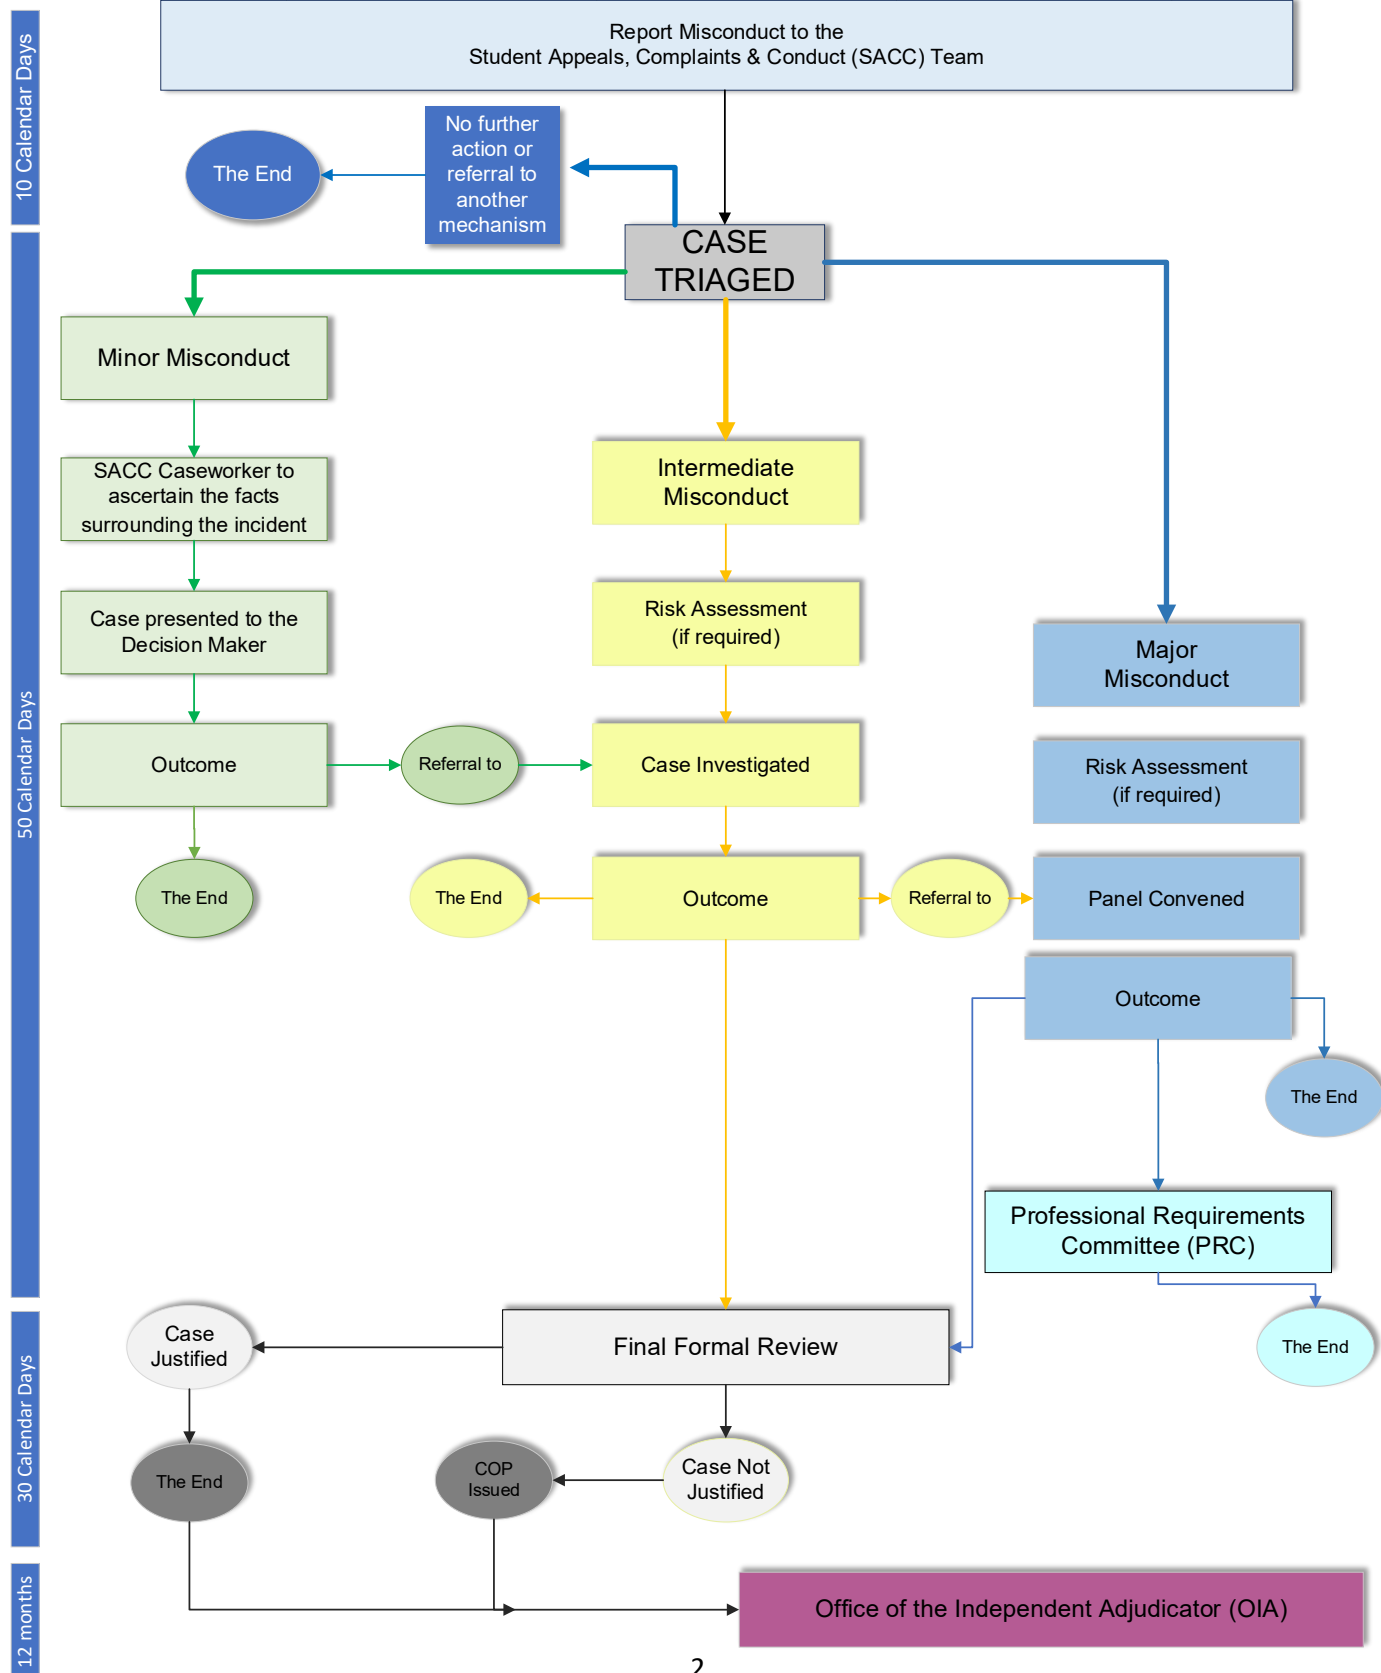 10 Calendar Days
Report Misconduct to the
Student Appeals, Complaints & Conduct (SACC) Team
No further
action or
referral to
another
mechanism
The End
CASE
TRIAGED
50 Calendar Days
Minor Misconduct
SACC Caseworker to
ascertain the facts
surrounding the incident
Case presented to the
Decision Maker
Outcome
Referral to
The End
Intermediate
Misconduct
Risk Assessment
(if required)
Case Investigated
Outcome
The End
Referral to
Major
Misconduct
Risk Assessment
(if required)
Panel Convened
Outcome
The End
Professional Requirements
Committee (PRC)
The End
30 Calendar Days
Final Formal Review
Case
Justified
The End
Case Not
Justified
COP
Issued
12 months
Office of the Independent Adjudicator (OIA)
2